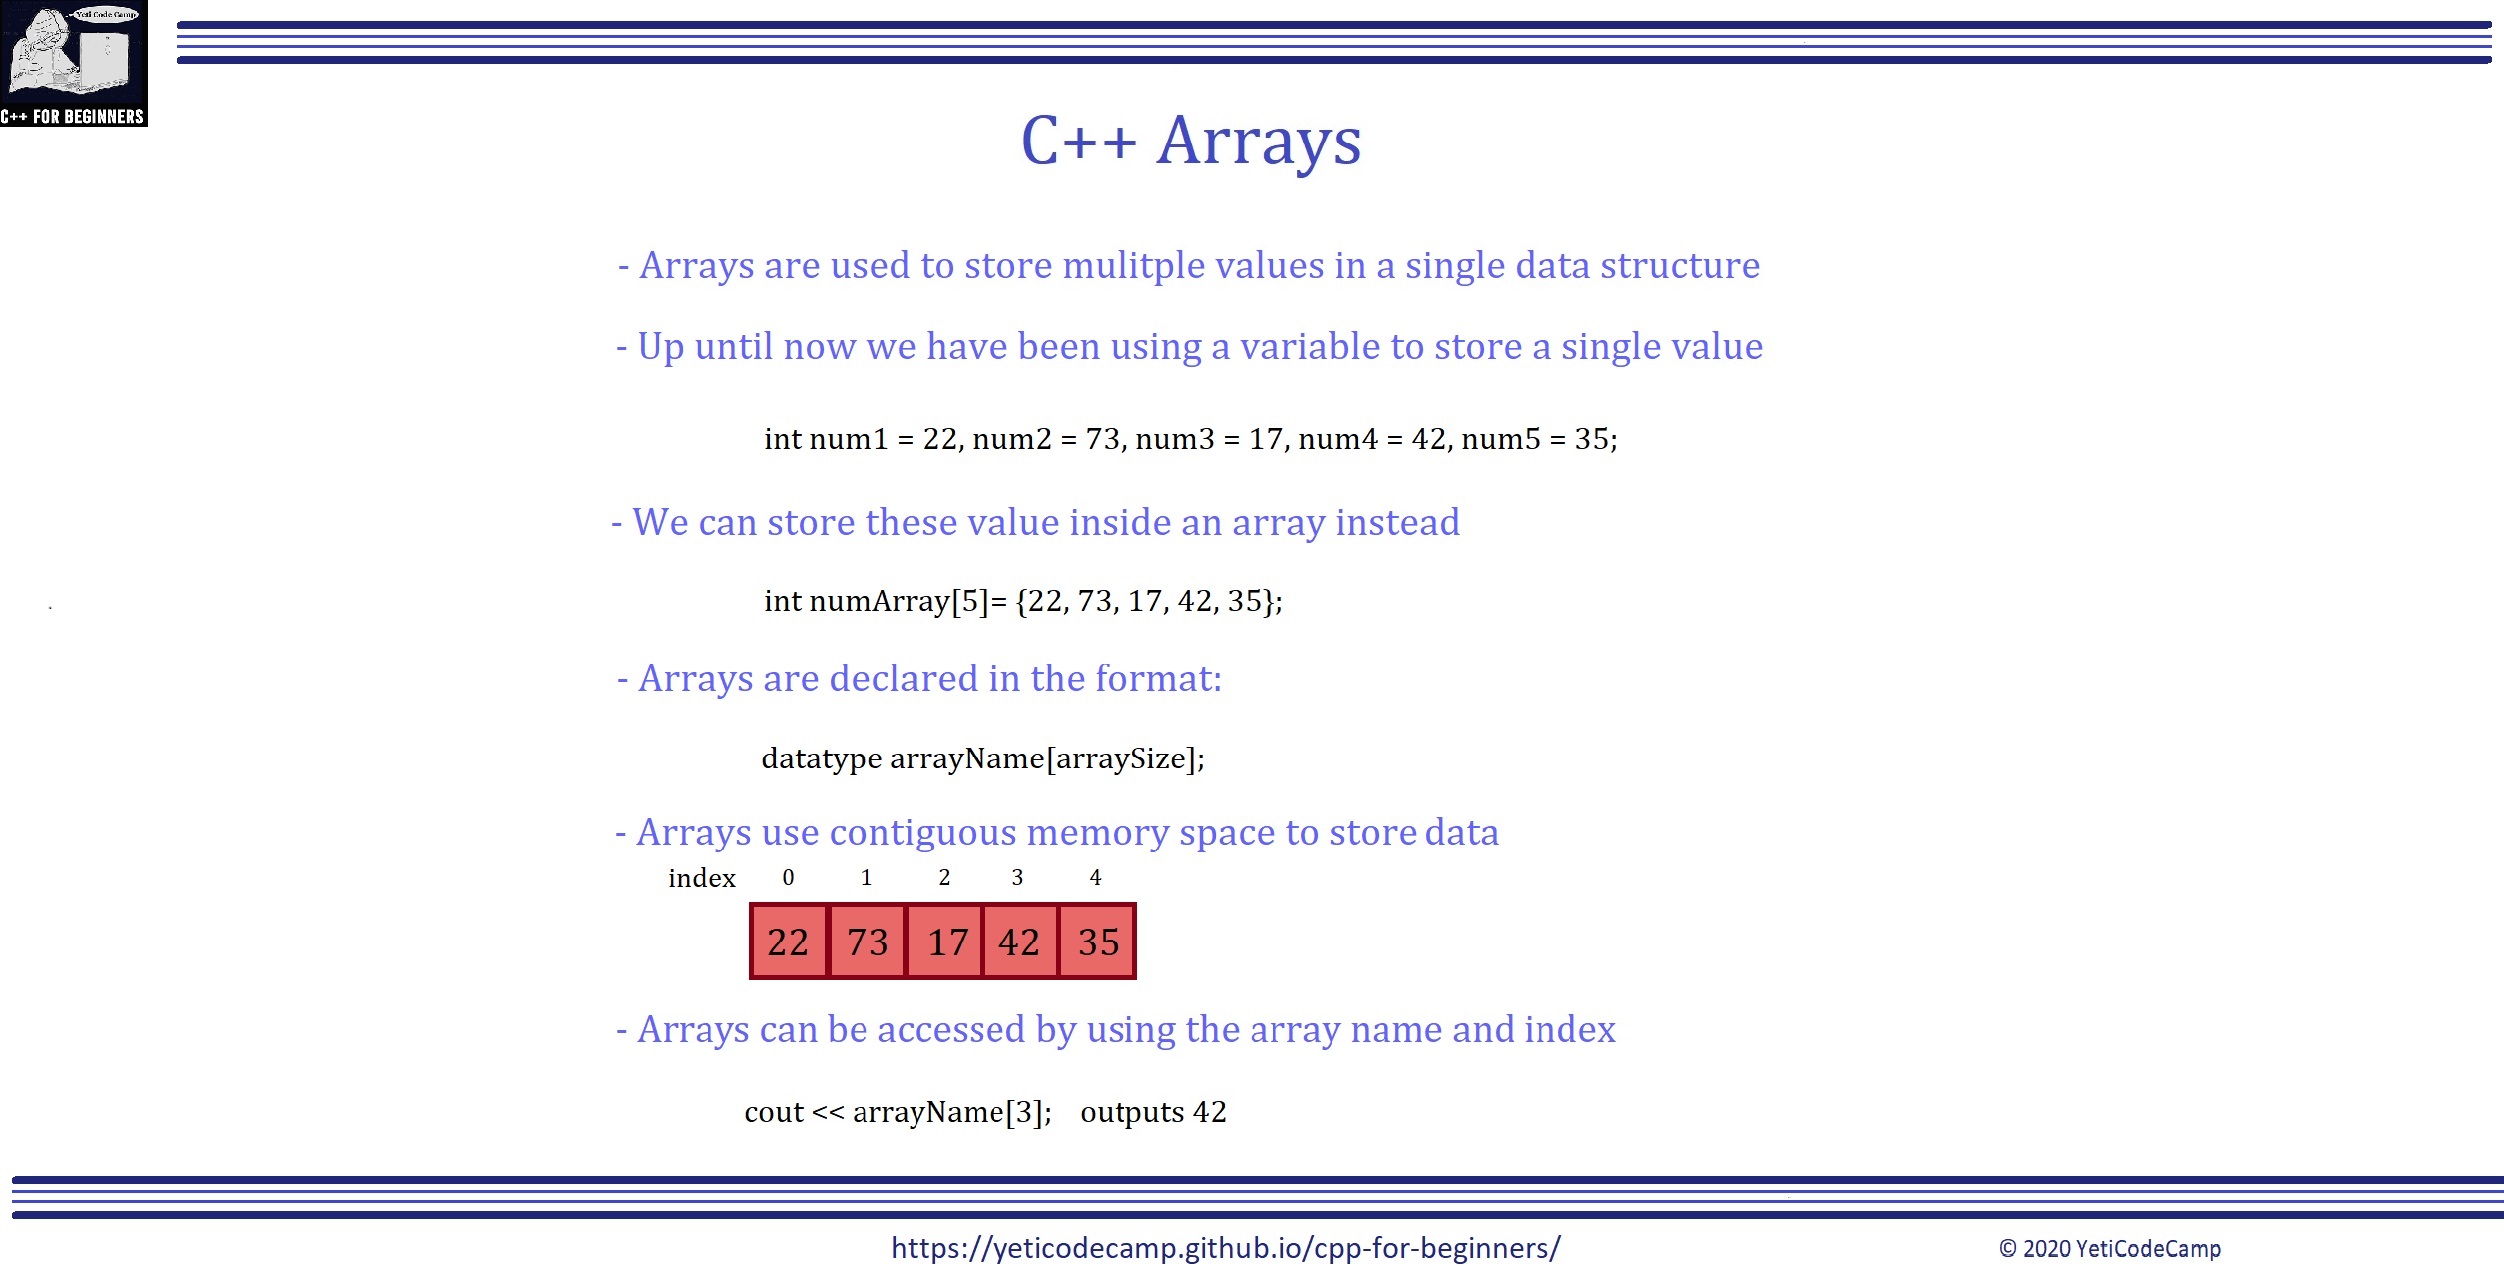 Yeti Code Camp
C++ FOR BEGINNERS
C++ Arrays
- Arrays are used to store mulitple values in a single data structure
- Up until now we have been using a variable to store a single value
int num1 = 22, num2 = 73, num3 = 17, num4 = 42, num5 = 35;
- We can store these value inside an array instead
int numArray[5]= {22, 73, 17, 42, 35};
- Arrays are declared in the format:
datatype arrayName[arraySize];
- Arrays use contiguous memory space to store data
index 0 1 2 3 4
22 73 17 42 35
- Arrays can be accessed by using the array name and index
cout << arrayName[3]; outputs 42
https://yeticodecamp.github.io/cpp-for-beginners/
© 2020 YetiCodeCamp